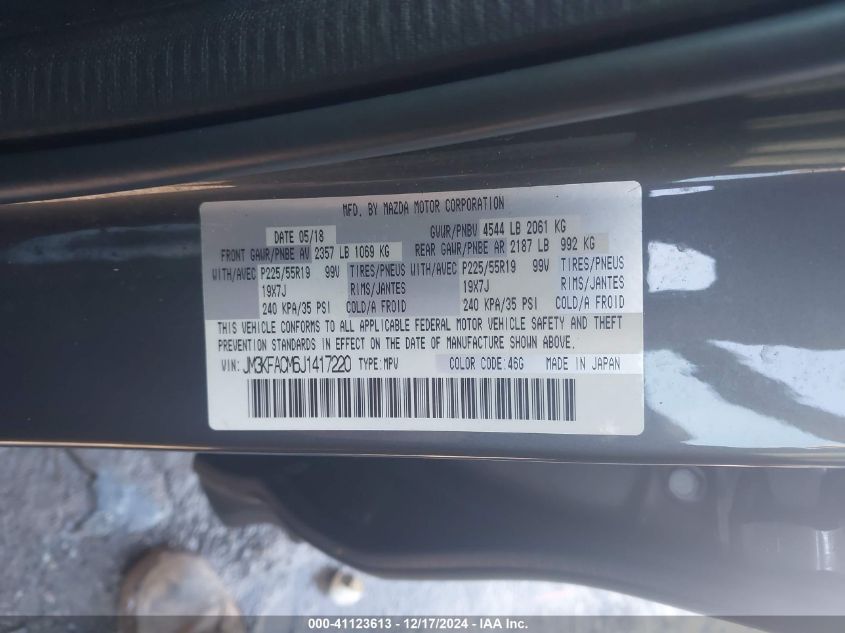 MFD. BY MAZDA MOTOR CORPORATION
DATE 05/18 GVWR/PNBV 4544 LB 2061 KG
FRONT GAWR/PNBE AV 2357 LB 1069 KG REAR GAWR/PNBE AR 2187 LB 992 KG
WITH/AVEC P225/55R19 99V TIRES/PNEUS WITH/AVEC P225/55R19 99V TIRES/PNEUS
19X7J RIMS/JANTES 19X7J RIMS/JANTES
240 KPA/35 PSI COLD/A FROID 240 KPA/35 PSI COLD/A FROID
THIS VEHICLE CONFORMS TO ALL APPLICABLE FEDERAL MOTOR VEHICLE SAFETY AND THEFT
PREVENTION STANDARDS IN EFFECT ON THE DATE OF MANUFACTURE SHOWN ABOVE.
VIN: JM3KFACM6J1417220 TYPE: MPV COLOR CODE: 46G MADE IN JAPAN
000-41123613 - 12/17/2024 - IAAI Inc.